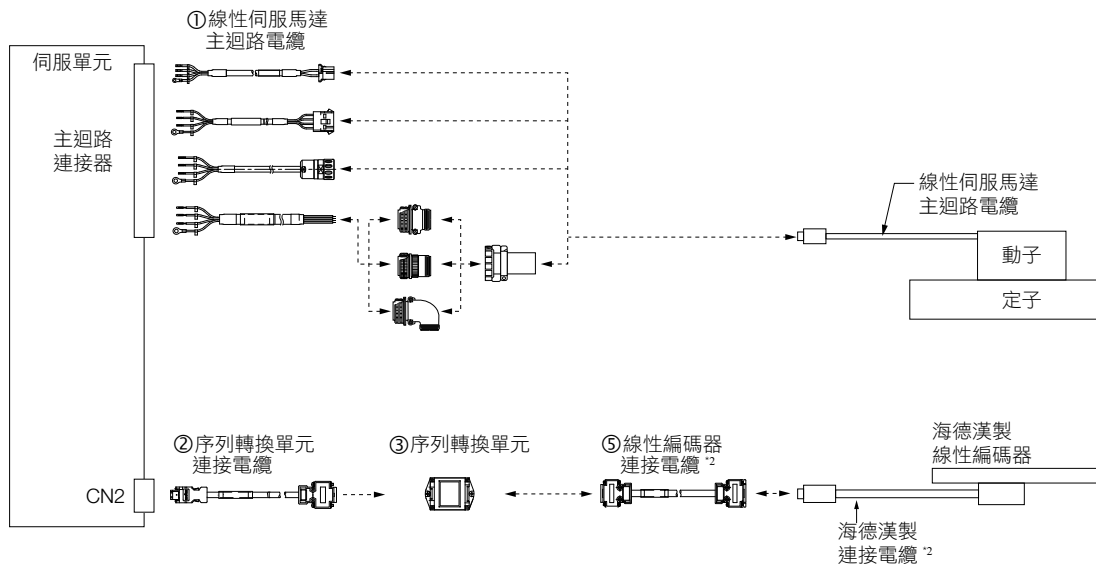 ①線性伺服馬達
主迴路電纜
伺服單元
主迴路
連接器
線性伺服馬達
主迴路電纜
動子
定子
②序列轉換單元
連接電纜
③序列轉換單元
⑤線性編碼器
連接電纜 *2
海德漢製
線性編碼器
CN2
海德漢製
連接電纜 *2